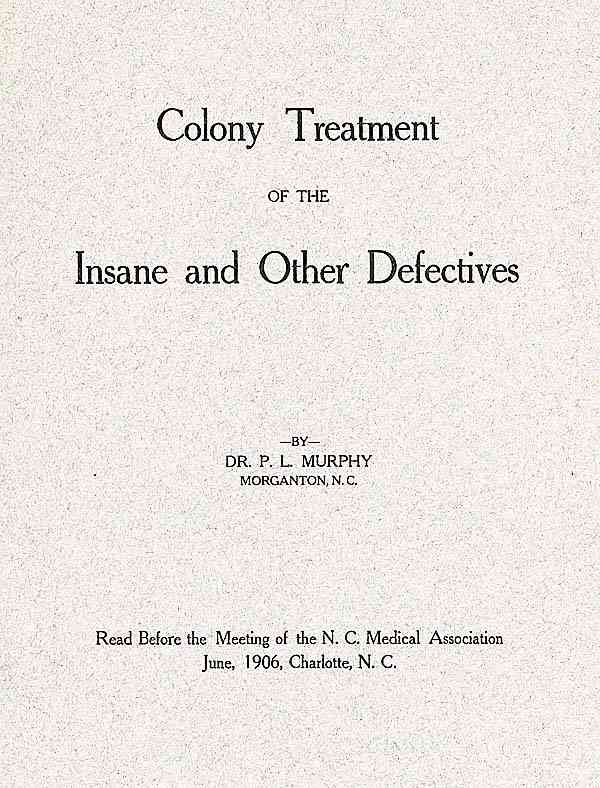 Colony Treatment
OF THE
Insane and Other Defectives
—BY—
DR. P. L. MURPHY
MORGANTON, N. C.
Read Before the Meeting of the N. C. Medical Association
June, 1906, Charlotte, N. C.